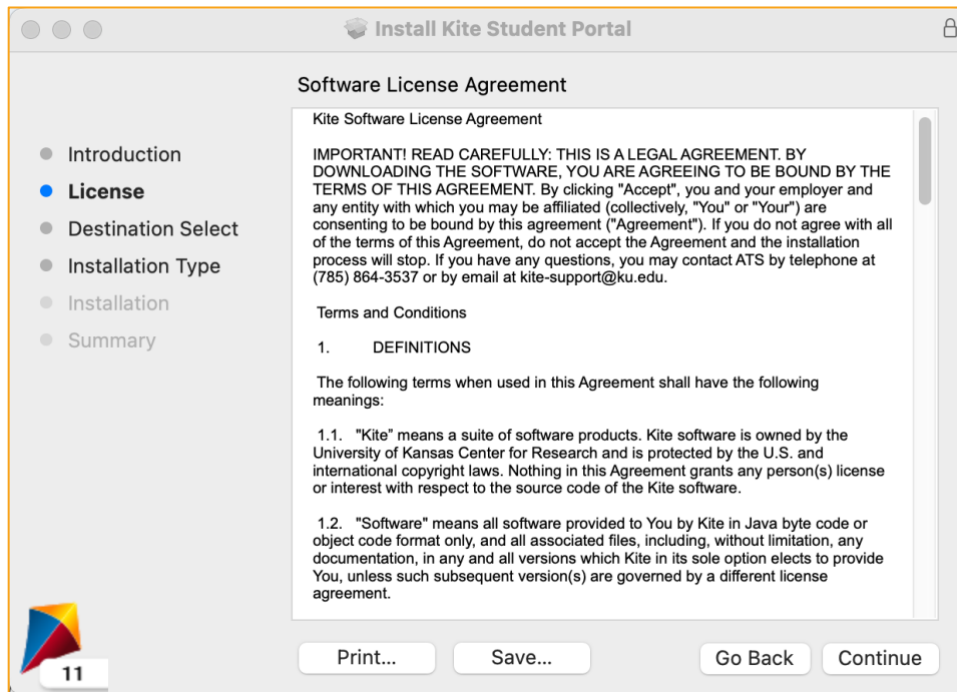 Install Kite Student Portal
Software License Agreement
Introduction
License
Destination Select
Installation Type
Installation
Summary
Kite Software License Agreement
IMPORTANT! READ CAREFULLY: THIS IS A LEGAL AGREEMENT. BY
DOWNLOADING THE SOFTWARE, YOU ARE AGREEING TO BE BOUND BY THE
TERMS OF THIS AGREEMENT. By clicking "Accept", you and your employer and
any entity with which you may be affiliated (collectively, "You" or "Your") are
consenting to be bound by this agreement ("Agreement"). If you do not agree with all
of the terms of this Agreement, do not accept the Agreement and the installation
process will stop. If you have any questions, you may contact ATS by telephone at
(785) 864-3537 or by email at kite-support@ku.edu.
Terms and Conditions
1. DEFINITIONS
The following terms when used in this Agreement shall have the following
meanings:
1.1. "Kite" means a suite of software products. Kite software is owned by the
University of Kansas Center for Research and is protected by the U.S. and
international copyright laws. Nothing in this Agreement grants any person(s) license
or interest with respect to the source code of the Kite software.
1.2. "Software" means all software provided to You by Kite in Java byte code or
object code format only, and all associated files, including, without limitation, any
documentation, in any and all versions which Kite in its sole option elects to provide
You, unless such subsequent version(s) are governed by a different license
agreement.
11
Print...
Save...
Go Back
Continue